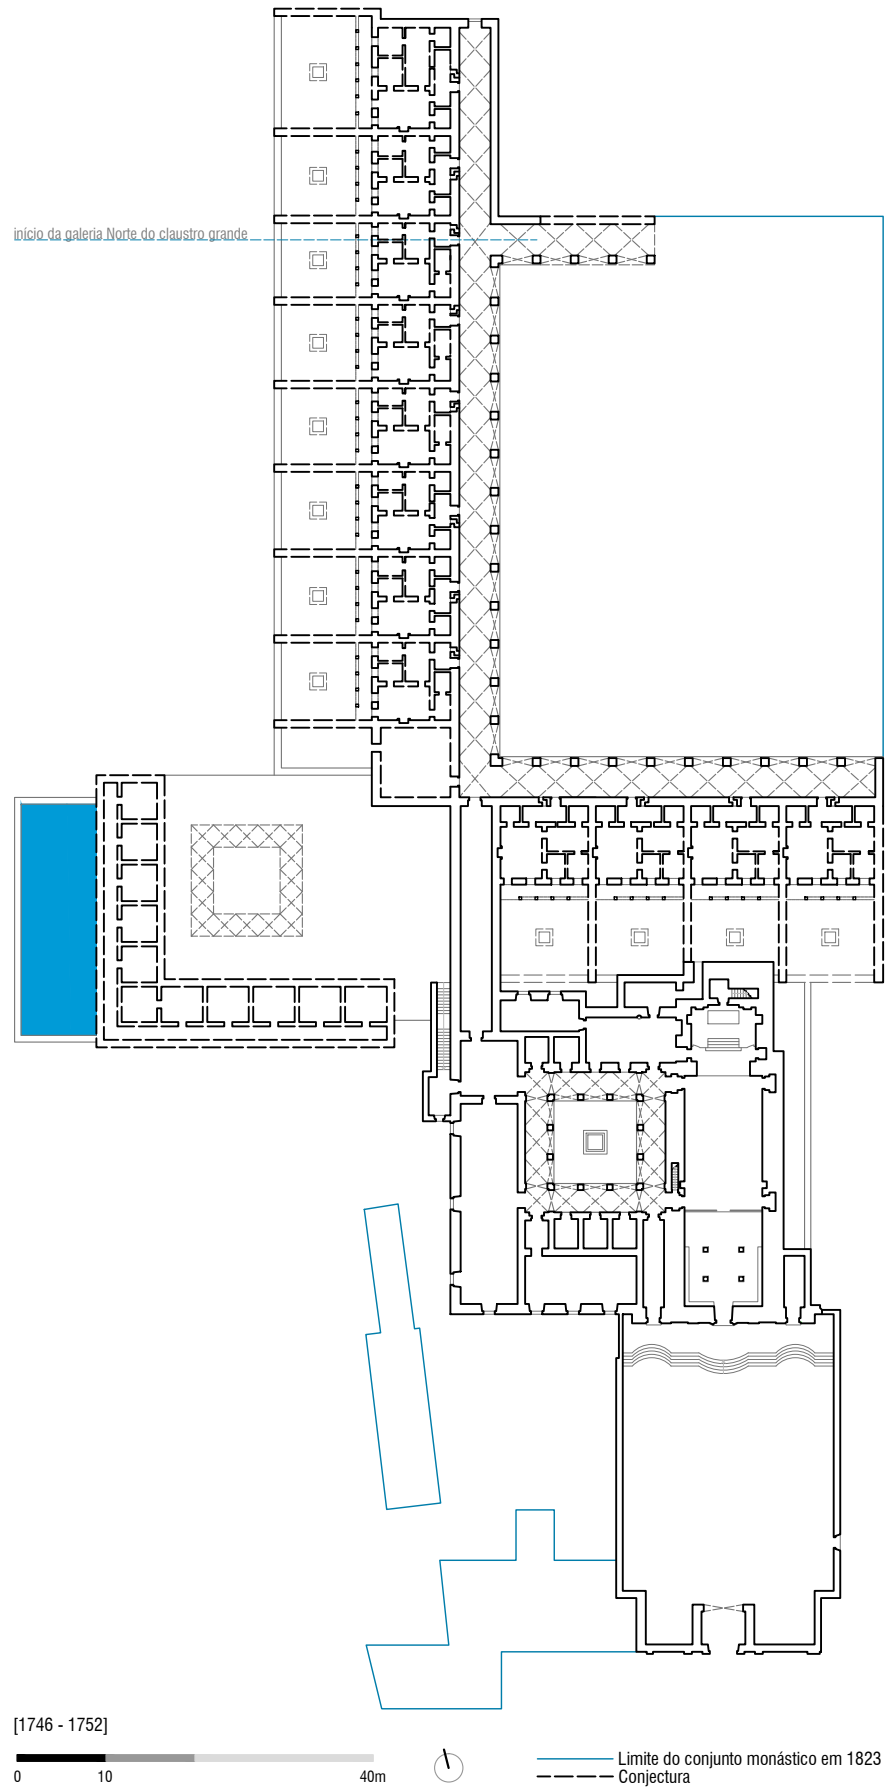 início da galeria Norte do claustro grande
[1746 - 1752]
0 10 40m
Limite do conjunto monástico em 1823
Conjectura